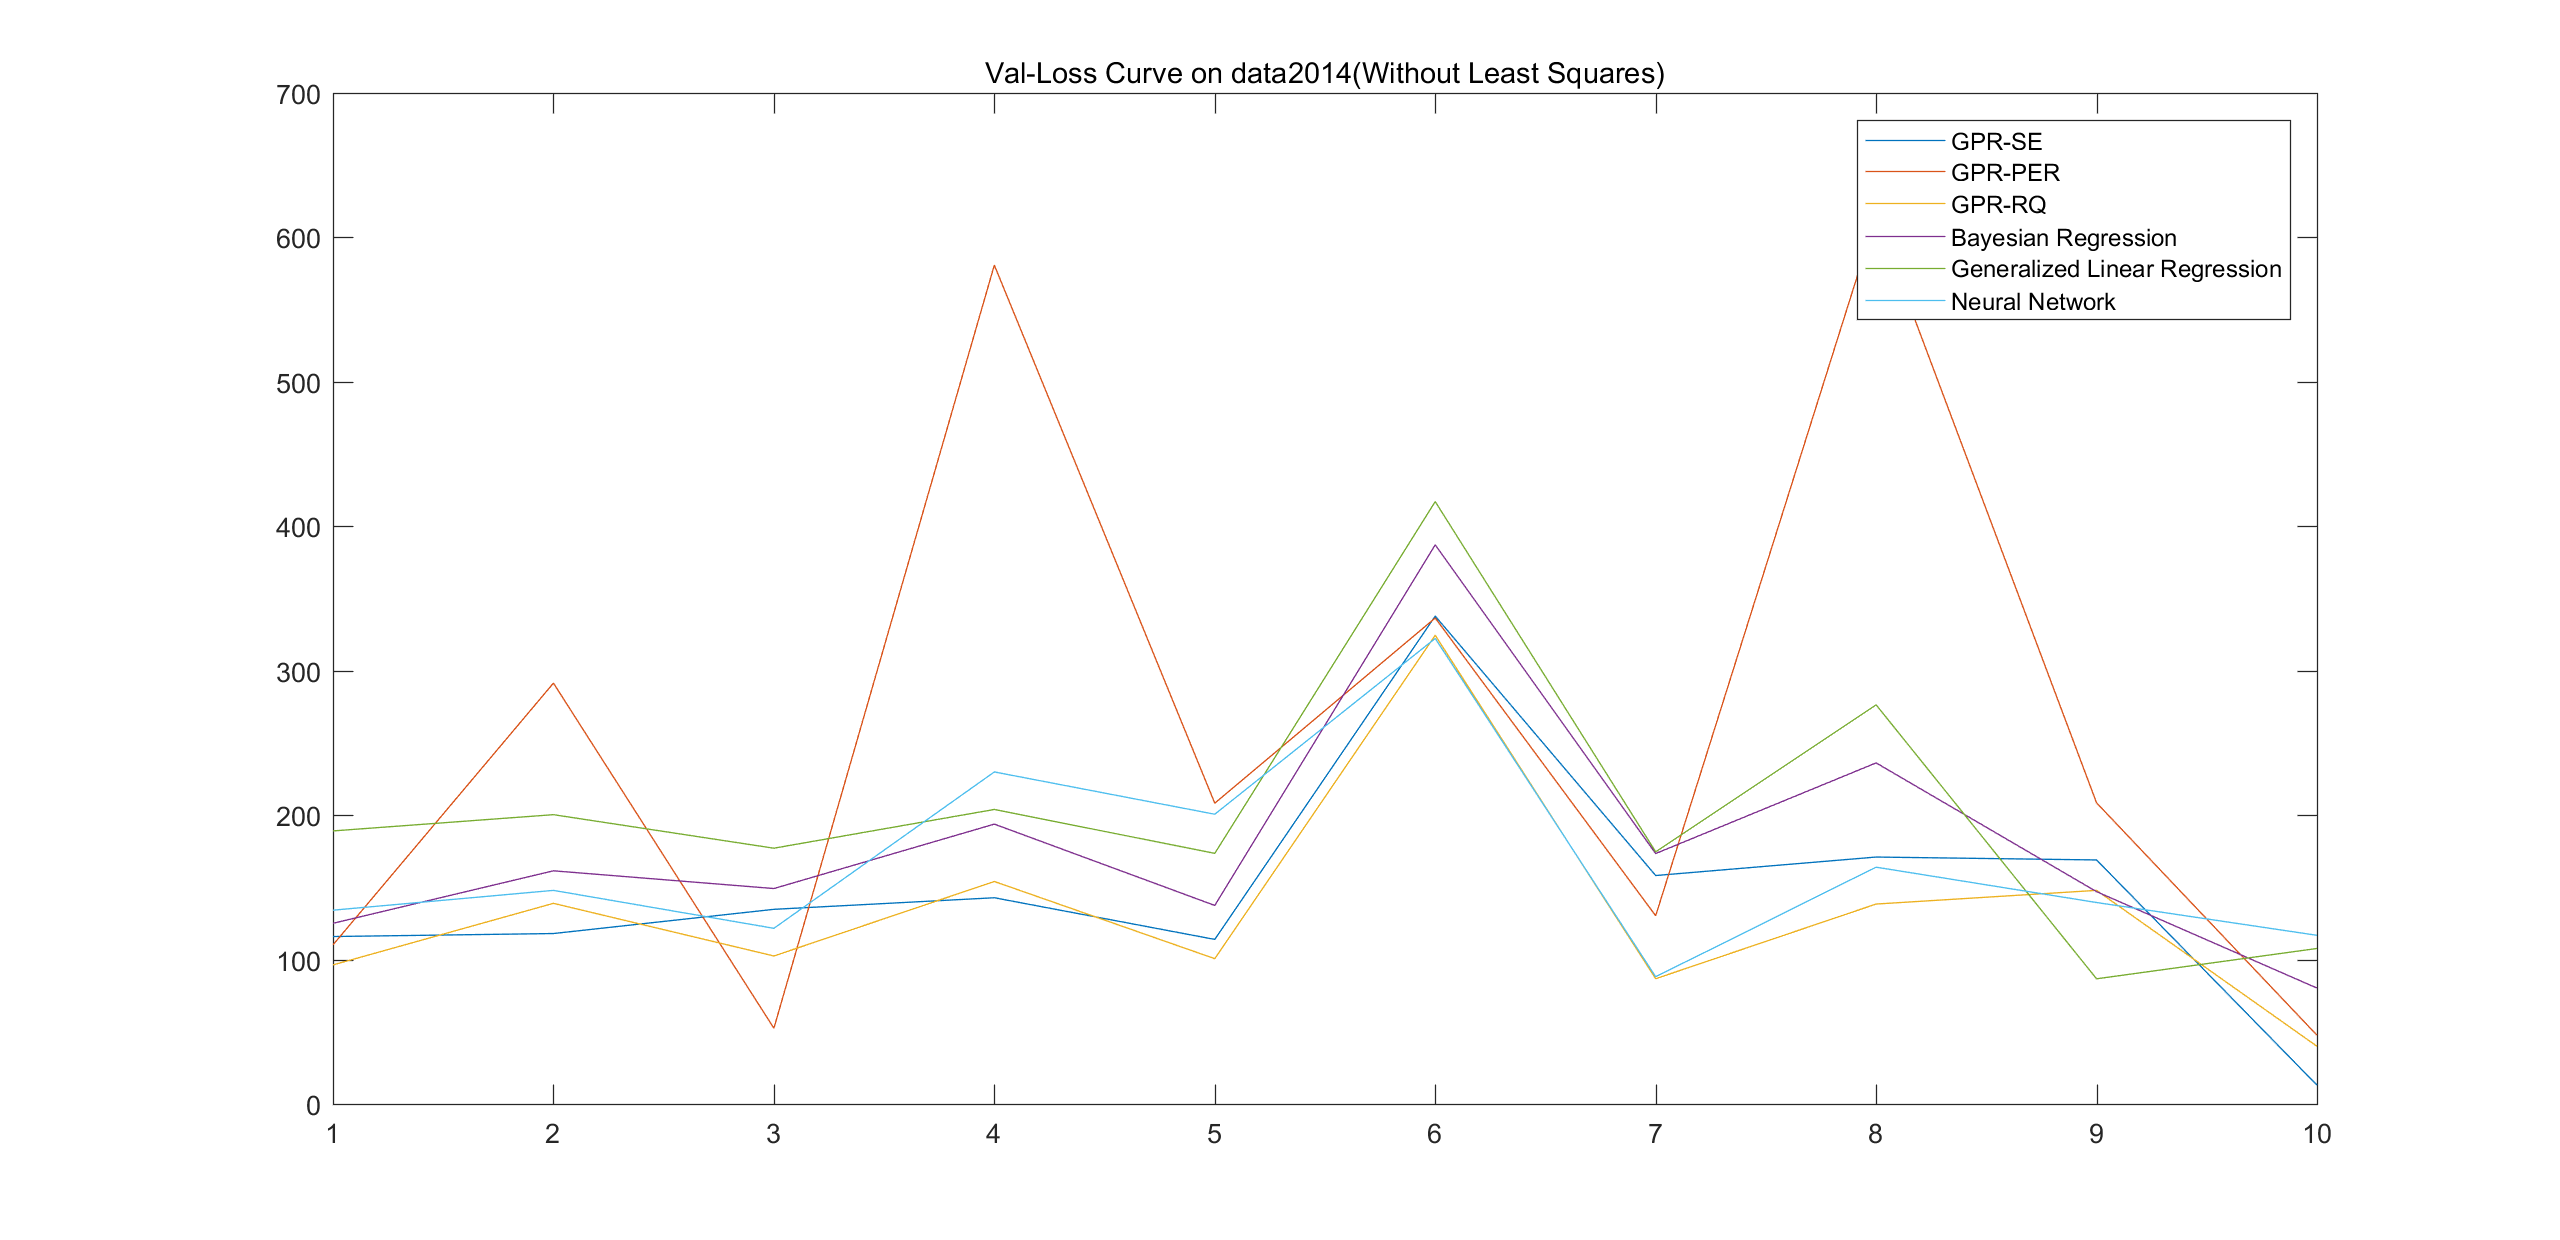 Val-Loss Curve on data2014(Without Least Squares)
700
600
500
400
300
200
100
0
GPR-SE
GPR-PER
GPR-RQ
Bayesian Regression
Generalized Linear Regression
Neural Network
1 2 3 4 5 6 7 8 9 10